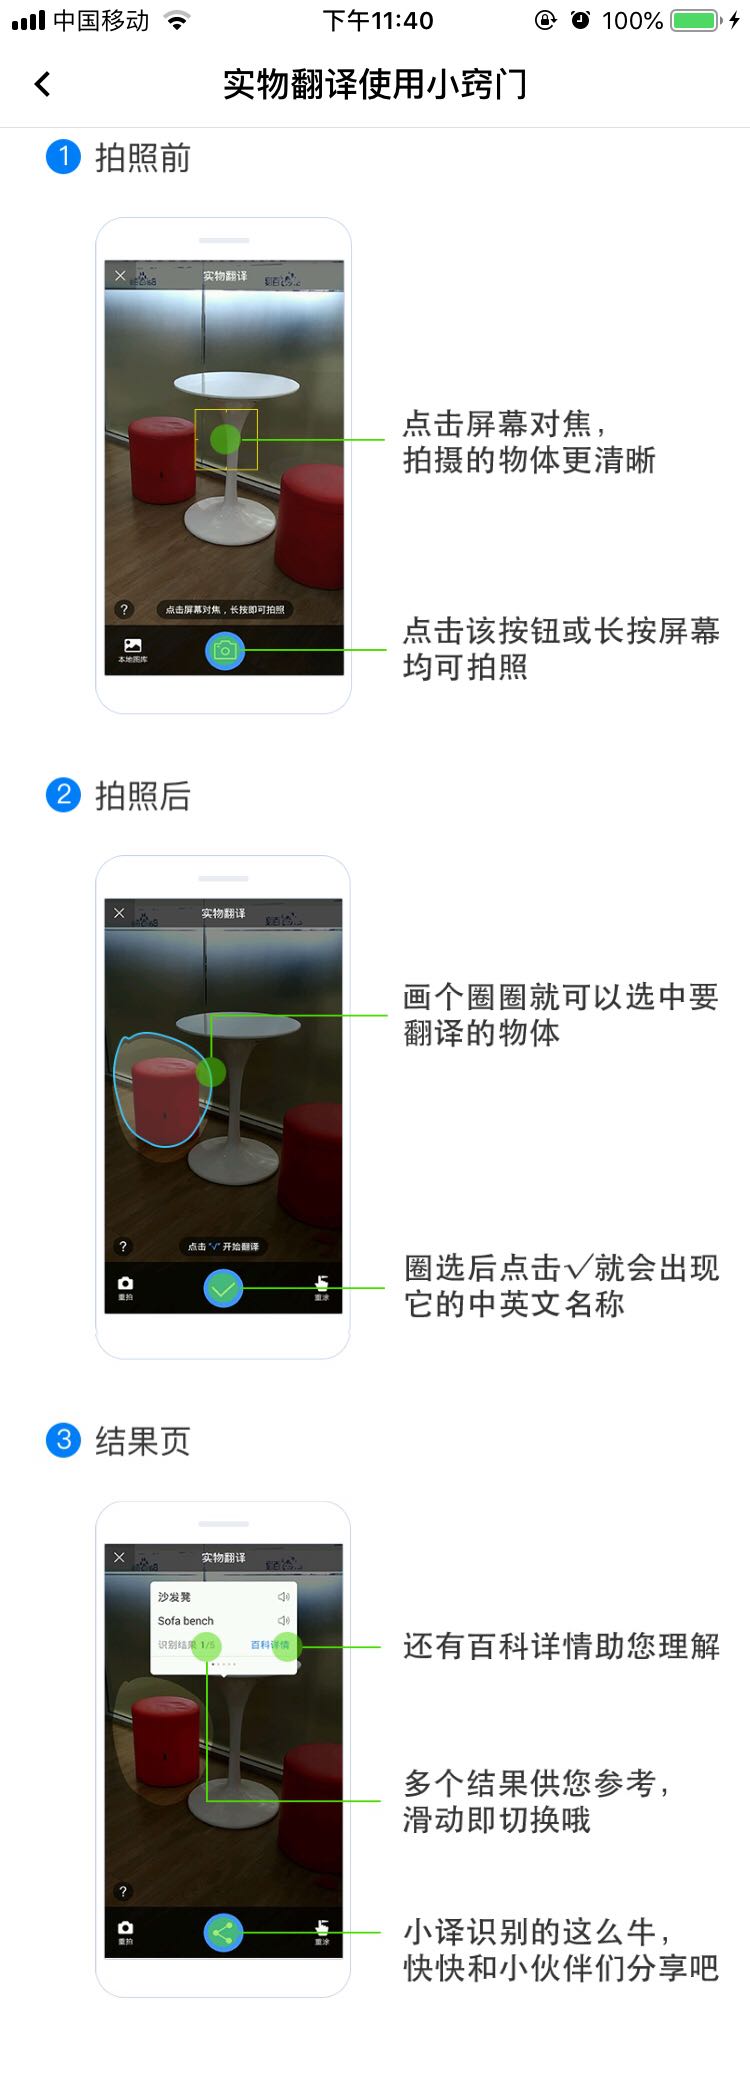 中国移动 下午11:40 100%
实物翻译使用小窍门
1 拍照前
实物翻译
点击屏幕对焦，
拍摄的物体更清晰
? 点击屏幕对焦，长按即可拍照
点击该按钮或长按屏幕
均可拍照
本地图库
2 拍照后
实物翻译
画个圈圈就可以选中要
翻译的物体
? 点击"√"开始翻译
圈选后点击√就会出现
它的中英文名称
重拍 重涂
3 结果页
实物翻译
沙发凳
Sofa bench
识别结果 1/5 百科详情
还有百科详情助您理解
多个结果供您参考，
滑动即切换哦
?
小译识别的这么牛，
快快和小伙伴们分享吧
重拍 重涂